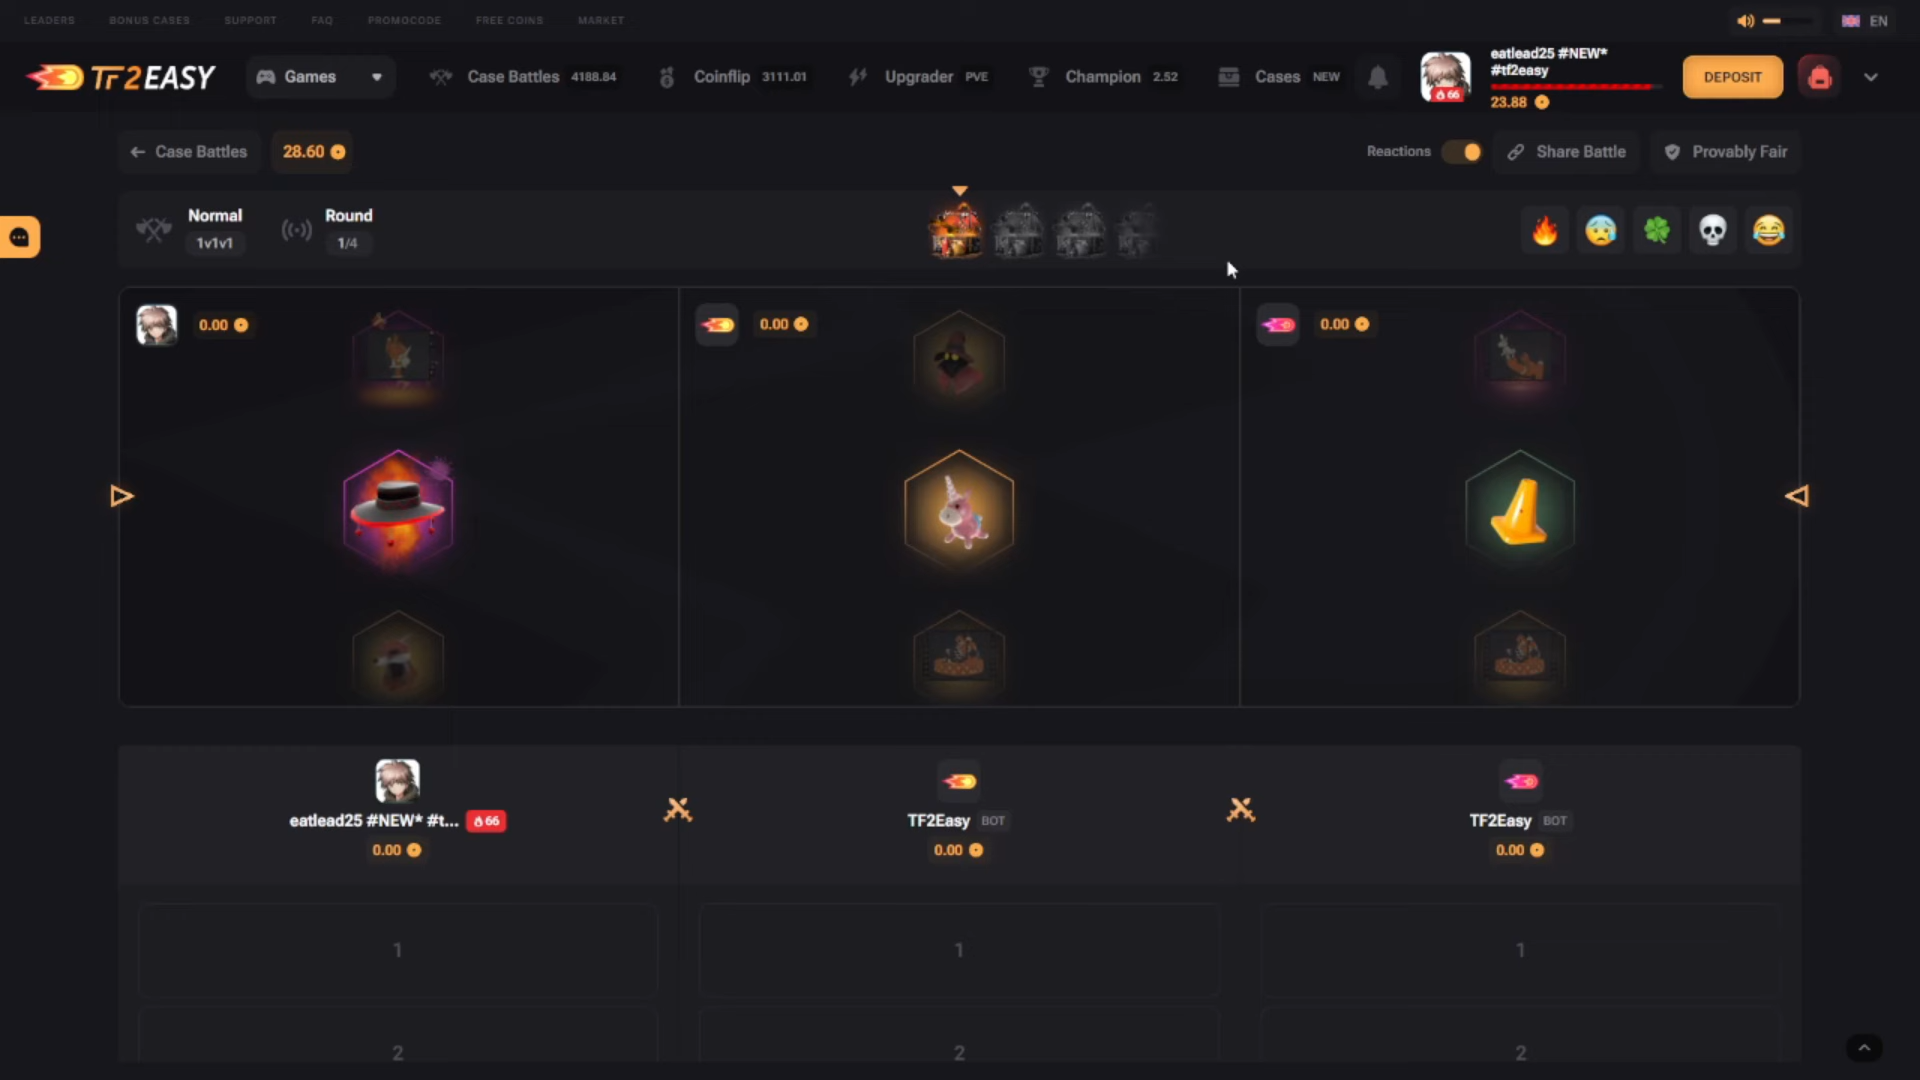 LEADERS BONUS CASES SUPPORT FAQ PROMOCODE FREE COINS MARKET EN
TF2EASY Games Case Battles 4188.84 Coinflip 3111.01 Upgrader PVE Champion 2.52 Cases NEW
eatlead25 #NEW*
#tf2easy
66
23.88
DEPOSIT
Case Battles 28.60 Reactions Share Battle Provably Fair
Normal Round
1v1v1 1/4
0.00 0.00 0.00
eatlead25 #NEW* #t... 66 TF2Easy BOT TF2Easy BOT
0.00 0.00 0.00
1 1 1
2 2 2